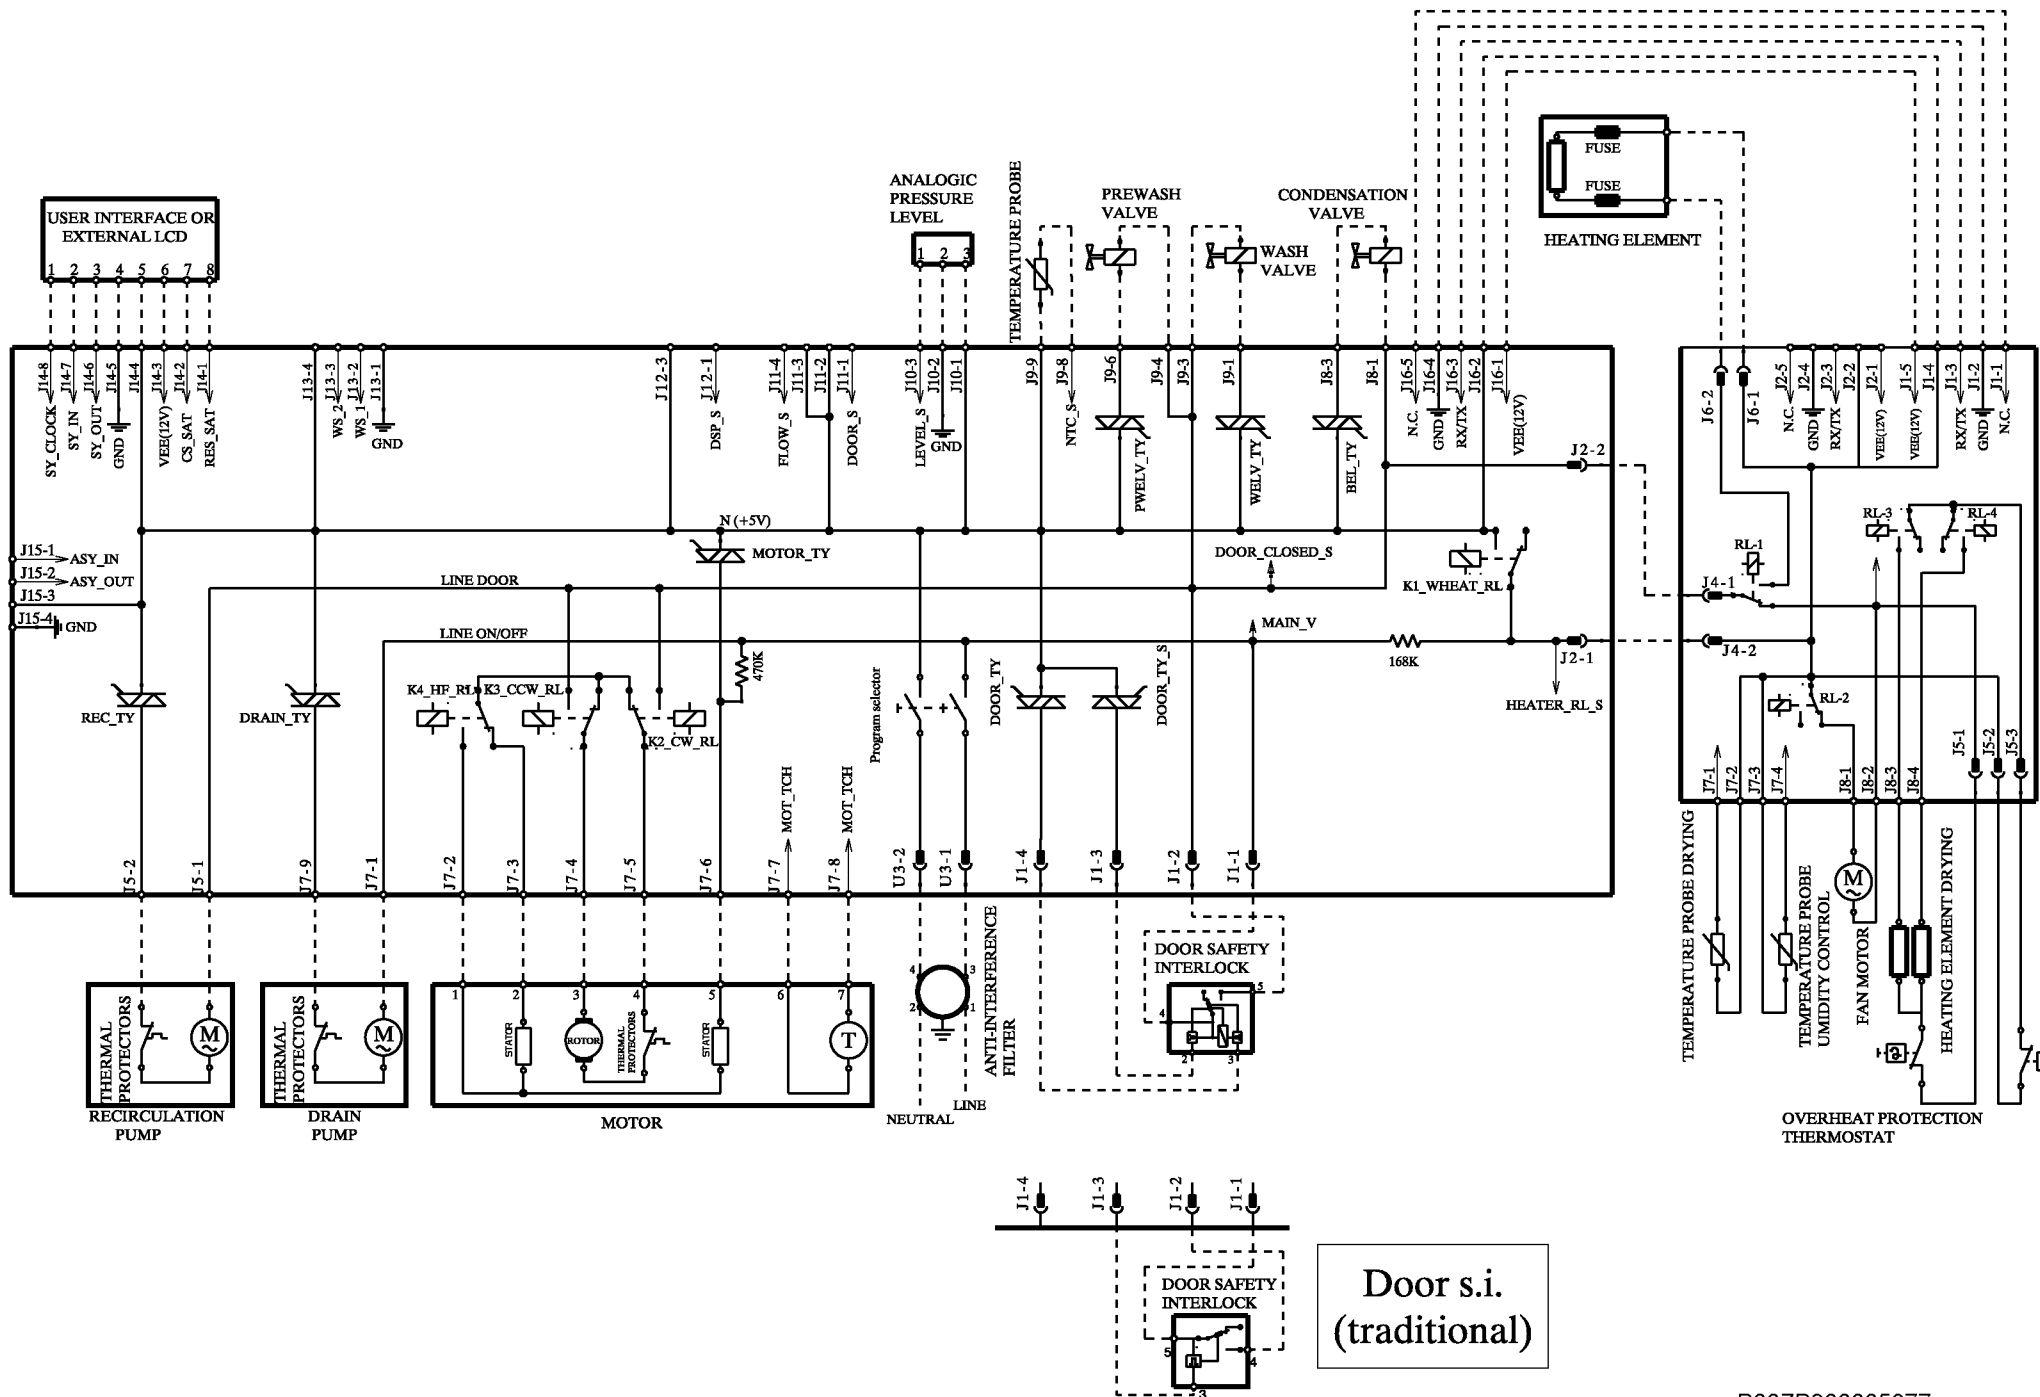 ANALOGIC
PRESSURE
LEVEL
TEMPERATURE PROBE
PREWASH
VALVE
CONDENSATION
VALVE
WASH
VALVE
FUSE
FUSE
HEATING ELEMENT
USER INTERFACE OR
EXTERNAL LCD
1 2 3 4 5 6 7 8
1 2 3
J14-8
J14-7
J14-6
J14-5
J14-4
J14-3
J14-2
J14-1
J13-4
J13-3
J13-2
J13-1
J12-3
J12-1
J11-4
J11-3
J11-2
J11-1
J10-3
J10-2
J10-1
J9-9
J9-8
J9-6
J9-4
J9-3
J9-1
J8-3
J8-1
J16-5
J16-4
J16-3
J16-2
J16-1
J6-2
J6-1
J2-5
J2-4
J2-3
J2-2
J2-1
J1-5
J1-4
J1-3
J1-2
J1-1
SY_CLOCK
SY_IN
SY_OUT
GND
VEE(12V)
CS_SAT
RES_SAT
WS_2
WS_1
GND
DSP_S
FLOW_S
DOOR_S
LEVEL_S
GND
NTC_S
PWELV_TY
WELV_TY
BEL_TY
N.C.
GND
RX/TX
VEE(12V)
N.C.
GND
RX/TX
VEE(12V)
VEE(12V)
RX/TX
GND
N.C.
J2-2
N (+5V)
MOTOR_TY
DOOR_CLOSED_S
K1_WHEAT_RL
J15-1
ASY_IN
J15-2
ASY_OUT
J15-3
J15-4
GND
LINE DOOR
LINE ON/OFF
MAIN_V
168K
J2-1
HEATER_RL_S
RL-3
RL-4
RL-1
J4-1
J4-2
RL-2
REC_TY
DRAIN_TY
K4_HF_RL
K3_CCW_RL
K2_CW_RL
470K
Program selector
DOOR_TY
DOOR_TY_S
MOT_TCH
MOT_TCH
J5-2
J5-1
J7-9
J7-1
J7-2
J7-3
J7-4
J7-5
J7-6
J7-7
J7-8
U3-2
U3-1
J1-4
J1-3
J1-2
J1-1
J7-1
J7-2
J7-3
J7-4
J8-1
J8-2
J8-3
J8-4
J5-1
J5-2
J5-3
THERMAL
PROTECTORS
M
RECIRCULATION
PUMP
THERMAL
PROTECTORS
M
DRAIN
PUMP
1 2 3 4 5 6 7
STATOR
ROTOR
THERMAL
PROTECTORS
STATOR
T
MOTOR
4 3
2 1
NEUTRAL
LINE
ANTI-INTERFERENCE
FILTER
DOOR SAFETY
INTERLOCK
5
4
2 3
TEMPERATURE PROBE DRYING
TEMPERATURE PROBE
UMIDITY CONTROL
M
FAN MOTOR
HEATING ELEMENT DRYING
OVERHEAT PROTECTION
THERMOSTAT
J1-4
J1-3
J1-2
J1-1
DOOR SAFETY
INTERLOCK
5
4
3
Door s.i.
(traditional)